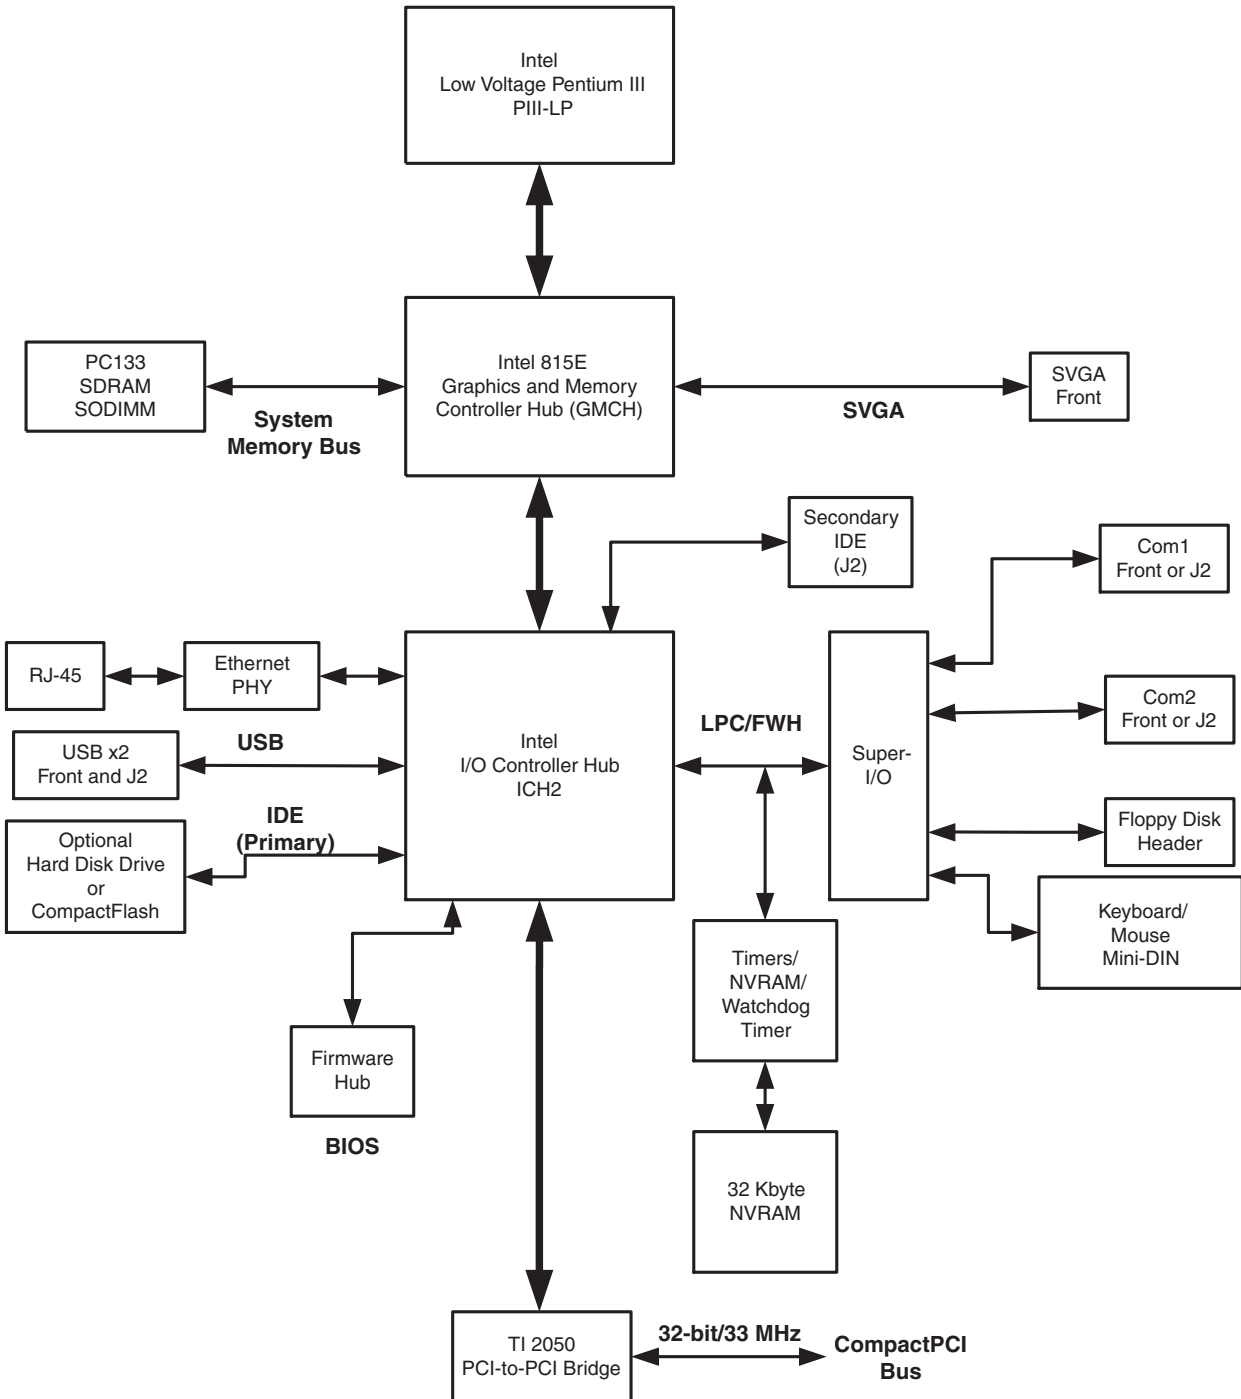 Intel
Low Voltage Pentium III
PIII-LP
PC133
SDRAM
SODIMM
System
Memory Bus
Intel 815E
Graphics and Memory
Controller Hub (GMCH)
SVGA
SVGA
Front
Secondary
IDE
(J2)
Com1
Front or J2
RJ-45
Ethernet
PHY
USB x2
Front and J2
USB
IDE
(Primary)
Optional
Hard Disk Drive
or
CompactFlash
Intel
I/O Controller Hub
ICH2
LPC/FWH
Super-
I/O
Com2
Front or J2
Floppy Disk
Header
Keyboard/
Mouse
Mini-DIN
Timers/
NVRAM/
Watchdog
Timer
Firmware
Hub
BIOS
32 Kbyte
NVRAM
TI 2050
PCI-to-PCI Bridge
32-bit/33 MHz
CompactPCI
Bus